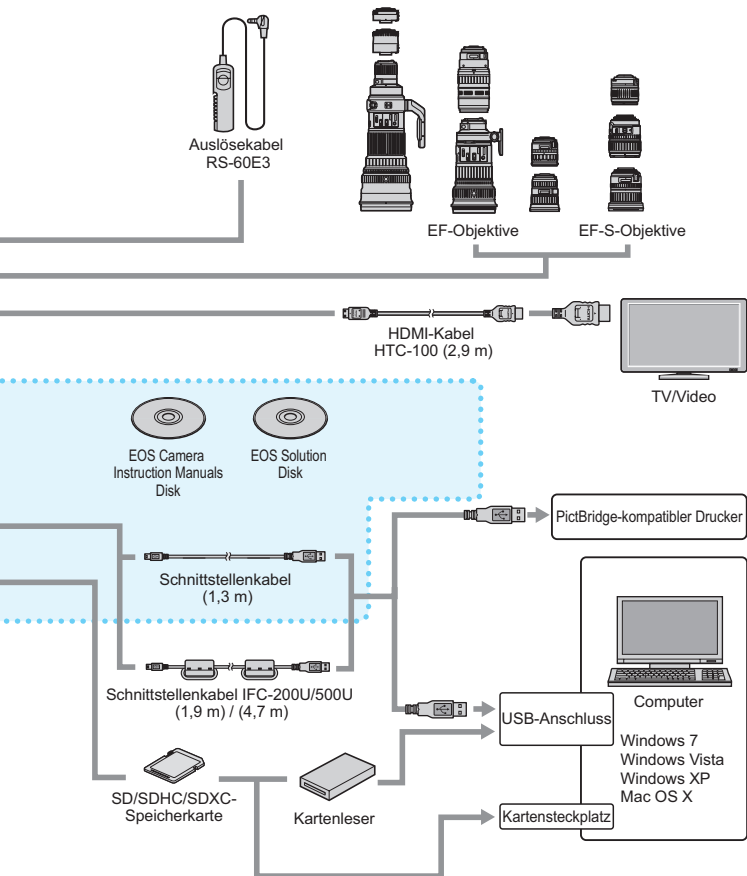 Auslösekabel
RS-60E3
EF-Objektive
EF-S-Objektive
HDMI-Kabel
HTC-100 (2,9 m)
TV/Video
EOS Camera
Instruction Manuals
Disk
EOS Solution
Disk
PictBridge-kompatibler Drucker
Schnittstellenkabel
(1,3 m)
Schnittstellenkabel IFC-200U/500U
(1,9 m) / (4,7 m)
USB-Anschluss
Computer
Windows 7
Windows Vista
Windows XP
Mac OS X
SD/SDHC/SDXC-
Speicherkarte
Kartenleser
Kartensteckplatz